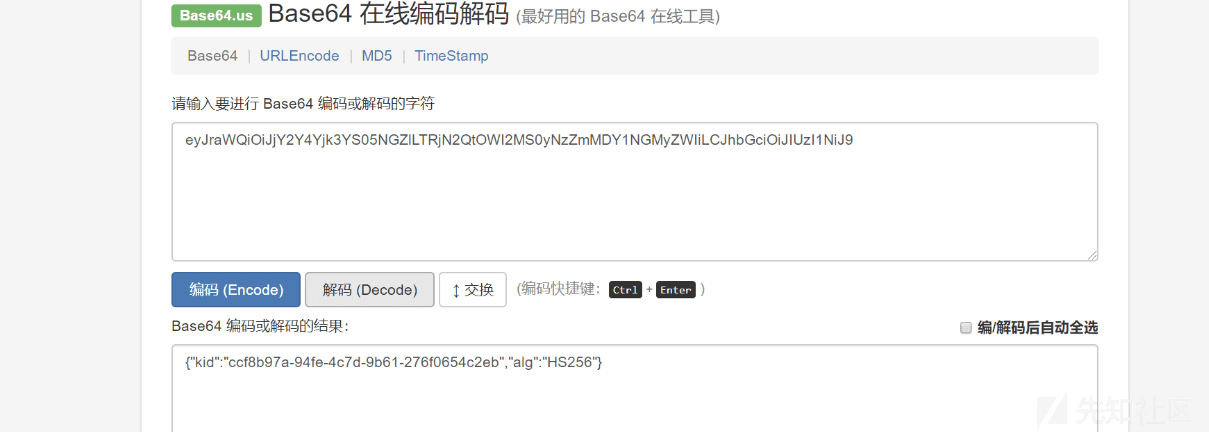 Base64.us Base64 在线编码解码 (最好用的 Base64 在线工具)
Base64 | URLEncode | MD5 | TimeStamp
请输入要进行 Base64 编码或解码的字符
eyJraWQiOiJjY2Y4Yjk3YS05NGZlLTRjN2QtOWI2MS0yNzZmMDY1NGMyZWIiLCJhbGciOiJIUzI1NiJ9
编码 (Encode) 解码 (Decode) ↕ 交换 (编码快捷键: Ctrl + Enter )
Base64 编码或解码的结果: 编/解码后自动全选
{"kid":"ccf8b97a-94fe-4c7d-9b61-276f0654c2eb","alg":"HS256"}
先知社区